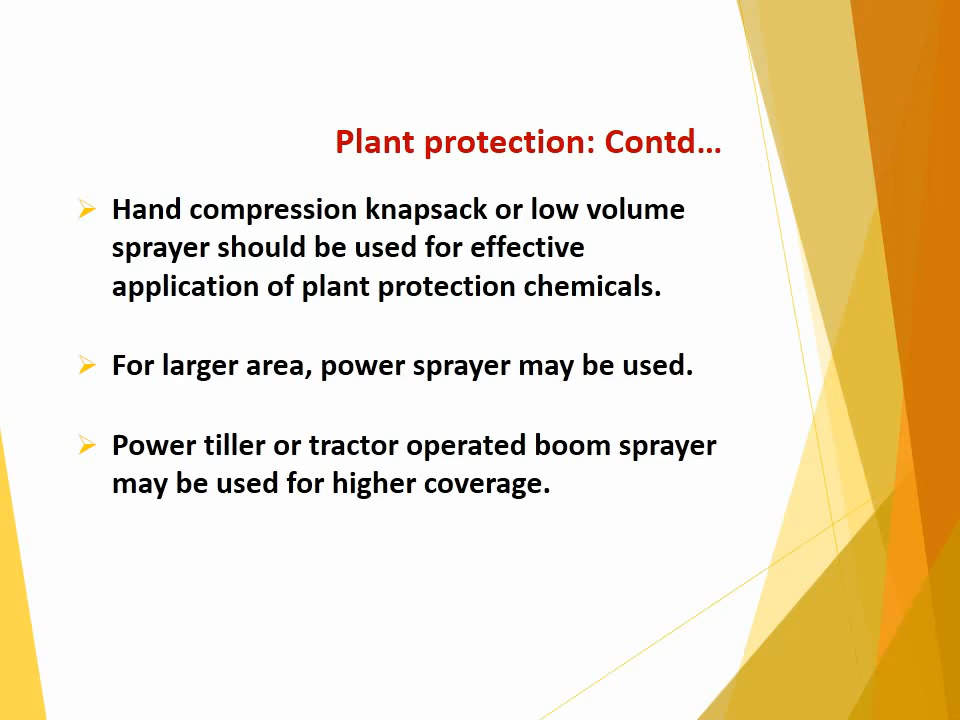 Plant protection: Contd...
Hand compression knapsack or low volume
sprayer should be used for effective
application of plant protection chemicals.
For larger area, power sprayer may be used.
Power tiller or tractor operated boom sprayer
may be used for higher coverage.